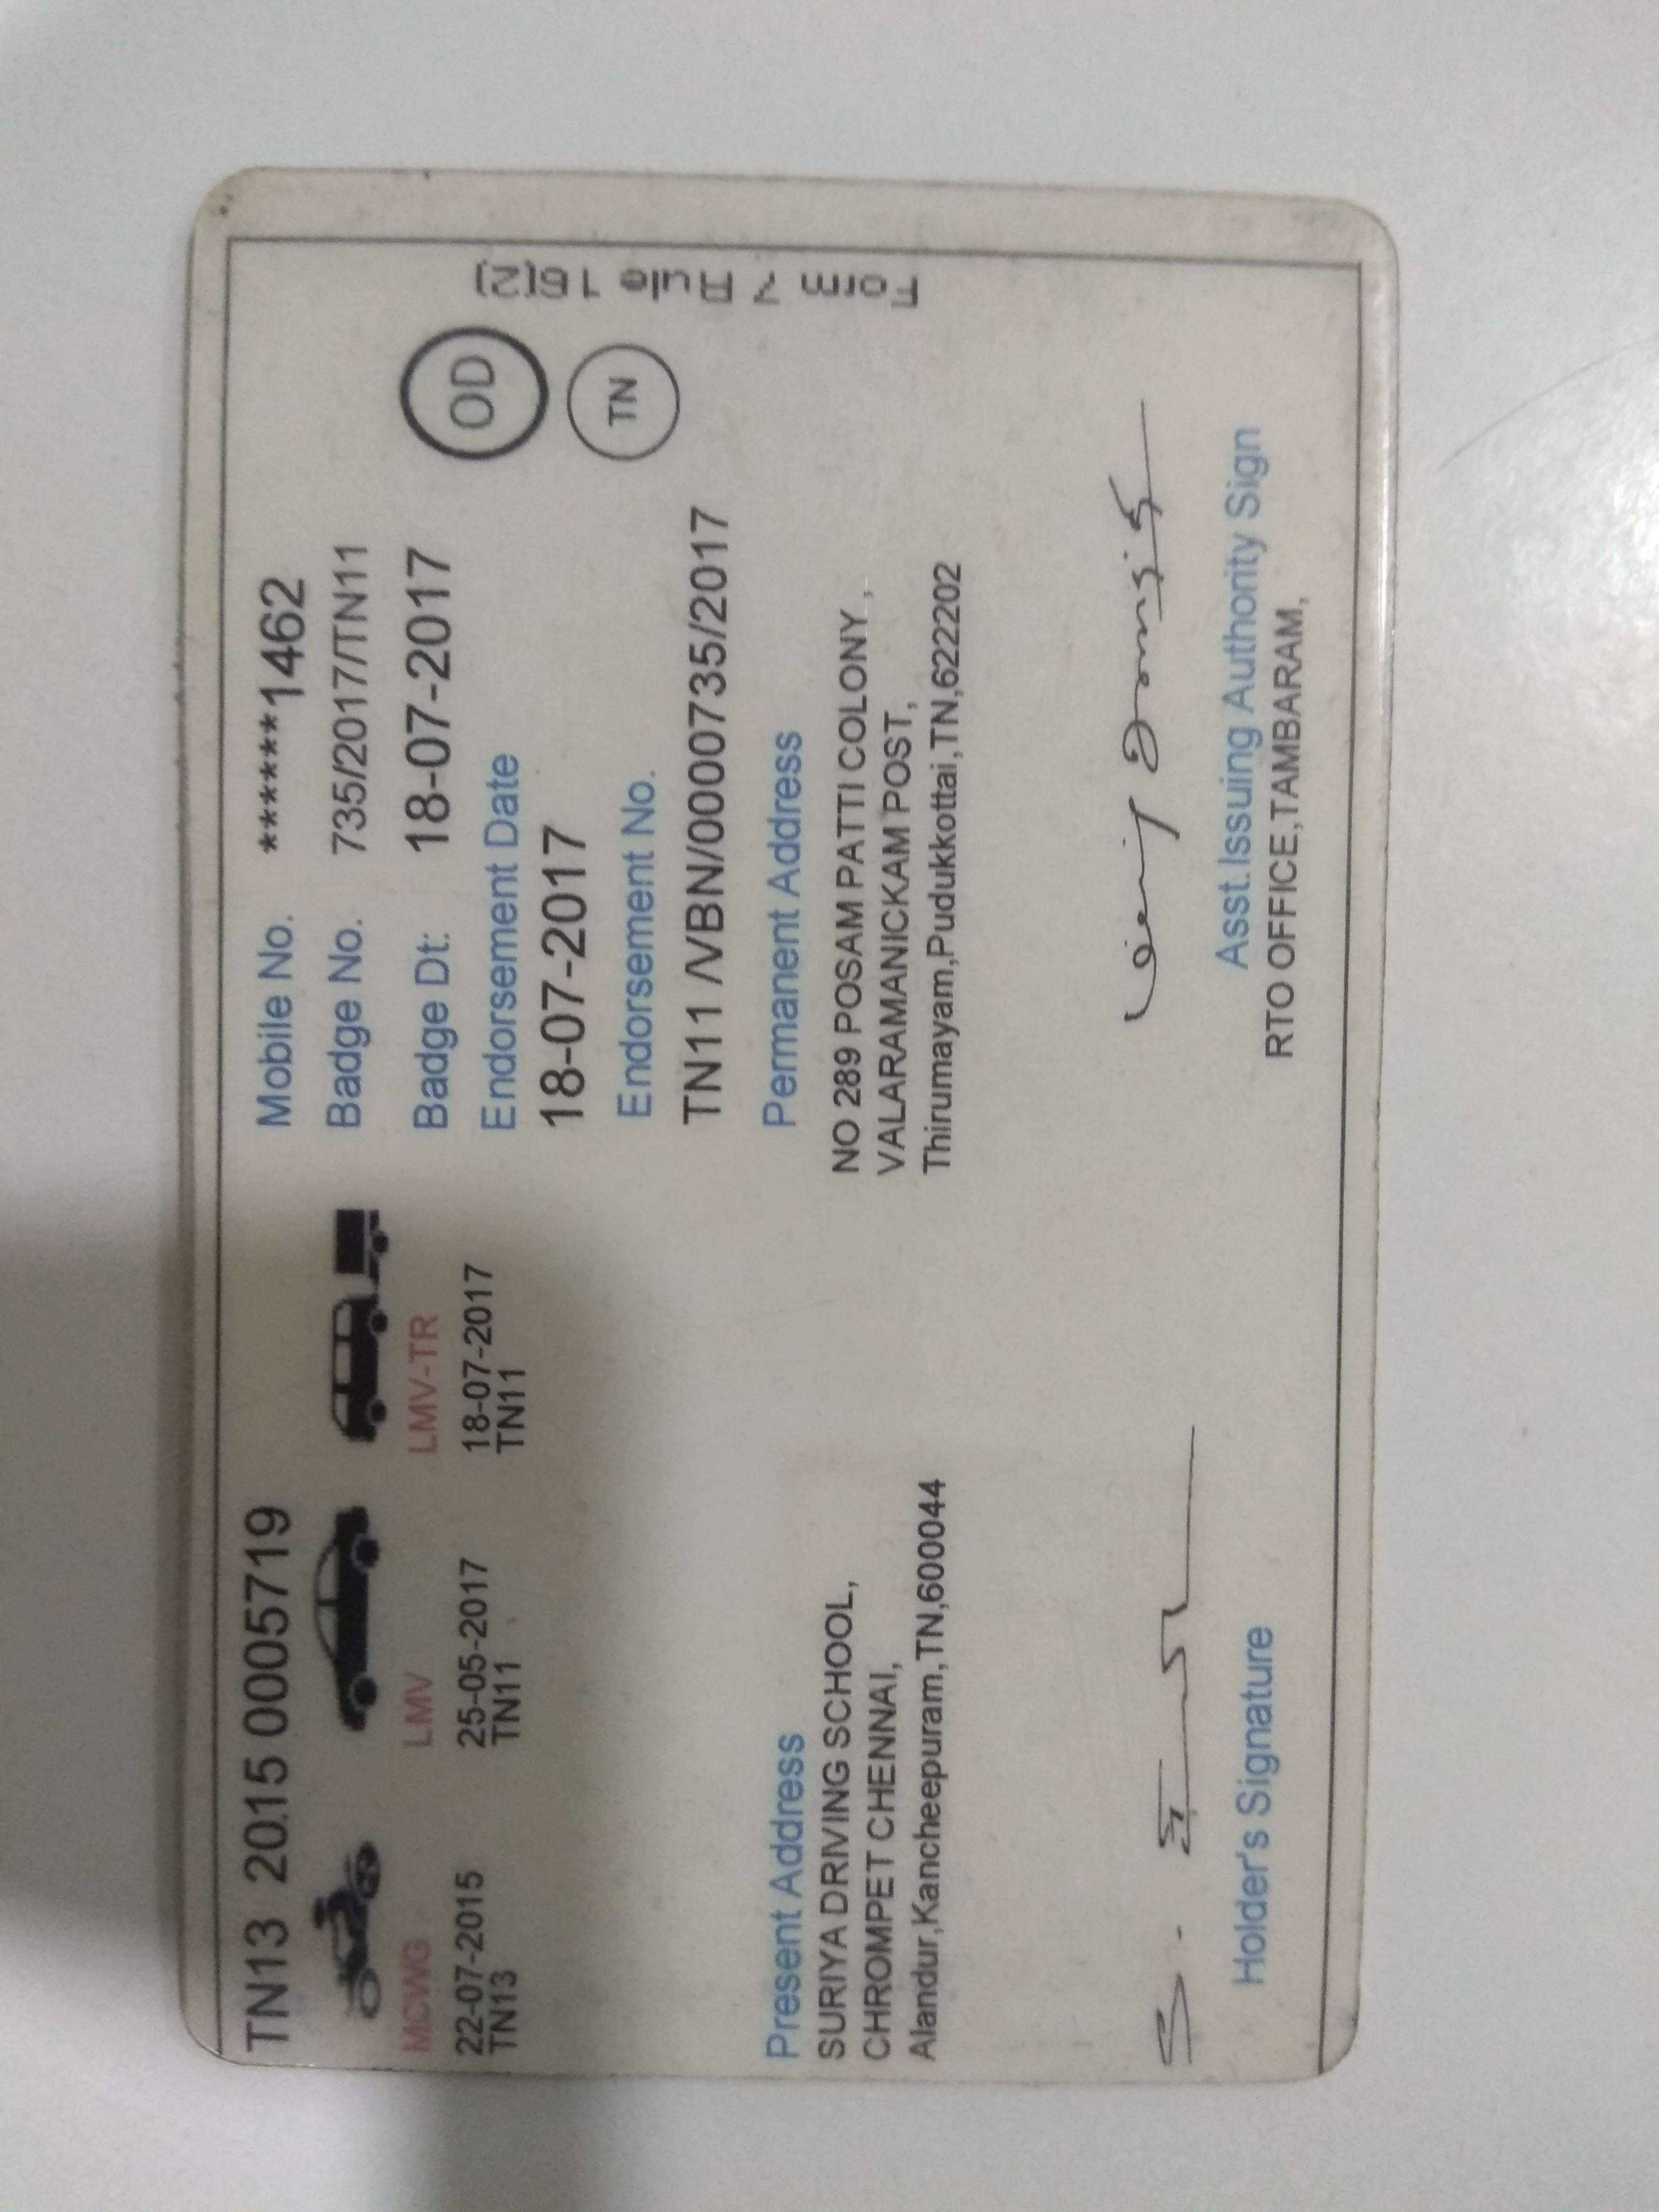 TN13 2015 0005719
MCWG
22-07-2015
TN13
LMV
25-05-2017
TN11
LMV-TR
18-07-2017
TN11
Mobile No. ******1462
Badge No. 735/2017/TN11
Badge Dt: 18-07-2017
Endorsement Date
18-07-2017
Endorsement No.
TN11 /VBN/0000735/2017
OD
TN
Form 7 Rule 16(2)
Present Address
SURIYA DRIVING SCHOOL,
CHROMPET CHENNAI,
Alandur,Kancheepuram,TN,600044
Permanent Address
NO 289 POSAM PATTI COLONY ,
VALARAMANICKAM POST,
Thirumayam,Pudukkottai,TN,622202
Holder's Signature
Asst.Issuing Authority Sign
RTO OFFICE,TAMBARAM,